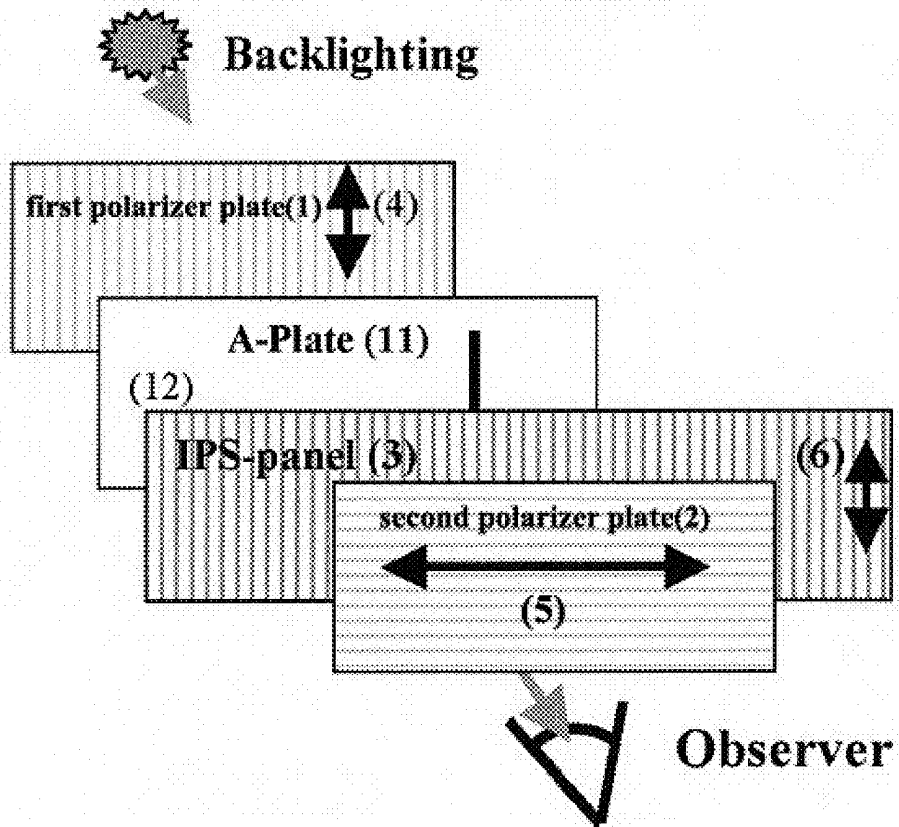 Backlighting
first polarizer plate(1) (4)
A-Plate (11)
(12)
IPS-panel (3) (6)
second polarizer plate(2)
(5)
Observer